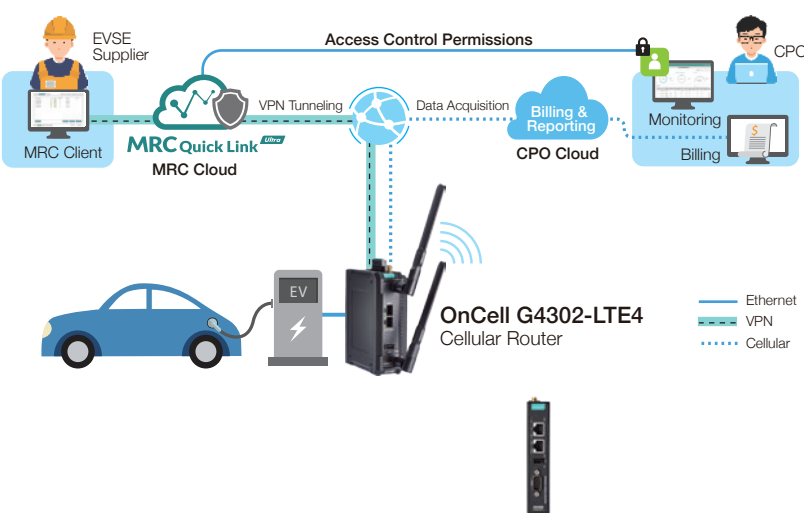 EVSE
Supplier
Access Control Permissions
CPO
VPN Tunneling
Data Acquisition
Billing &
Reporting
Monitoring
MRC Client
MRC Quick Link Ultra
CPO Cloud
Billing
MRC Cloud
EV
OnCell G4302-LTE4
Cellular Router
Ethernet
VPN
Cellular